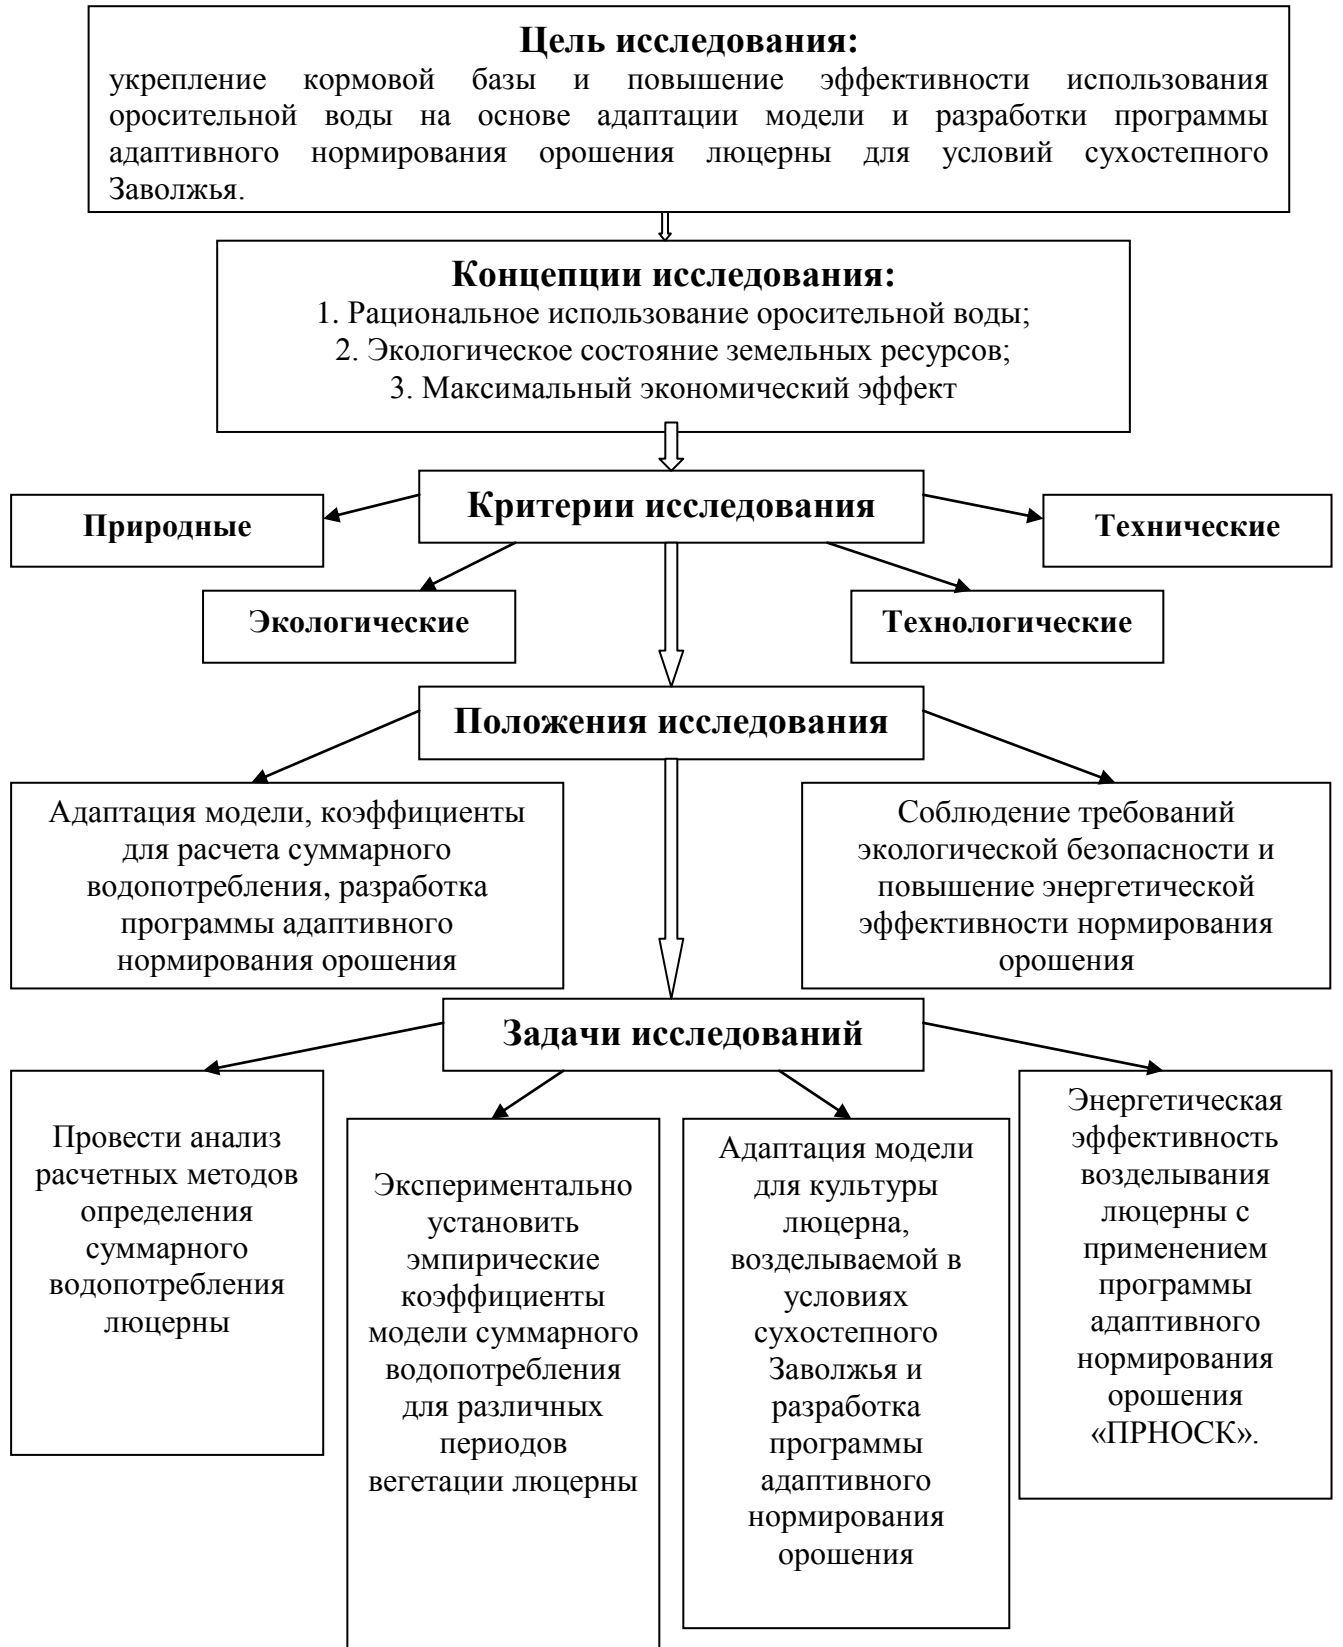 Цель исследования:
укрепление кормовой базы и повышение эффективности использования
оросительной воды на основе адаптации модели и разработки программы
адаптивного нормирования орошения люцерны для условий сухостепного
Заволжья.
Концепции исследования:
1. Рациональное использование оросительной воды;
2. Экологическое состояние земельных ресурсов;
3. Максимальный экономический эффект
Критерии исследования
Природные
Технические
Экологические
Технологические
Положения исследования
Адаптация модели, коэффициенты
для расчета суммарного
водопотребления, разработка
программы адаптивного
нормирования орошения
Соблюдение требований
экологической безопасности и
повышение энергетической
эффективности нормирования
орошения
Задачи исследований
Провести анализ
расчетных методов
определения
суммарного
водопотребления
люцерны
Экспериментально
установить
эмпирические
коэффициенты
модели суммарного
водопотребления
для различных
периодов
вегетации люцерны
Адаптация модели
для культуры
люцерна,
возделываемой в
условиях
сухостепного
Заволжья и
разработка
программы
адаптивного
нормирования
орошения
Энергетическая
эффективность
возделывания
люцерны с
применением
программы
адаптивного
нормирования
орошения
«ПРНОСК».